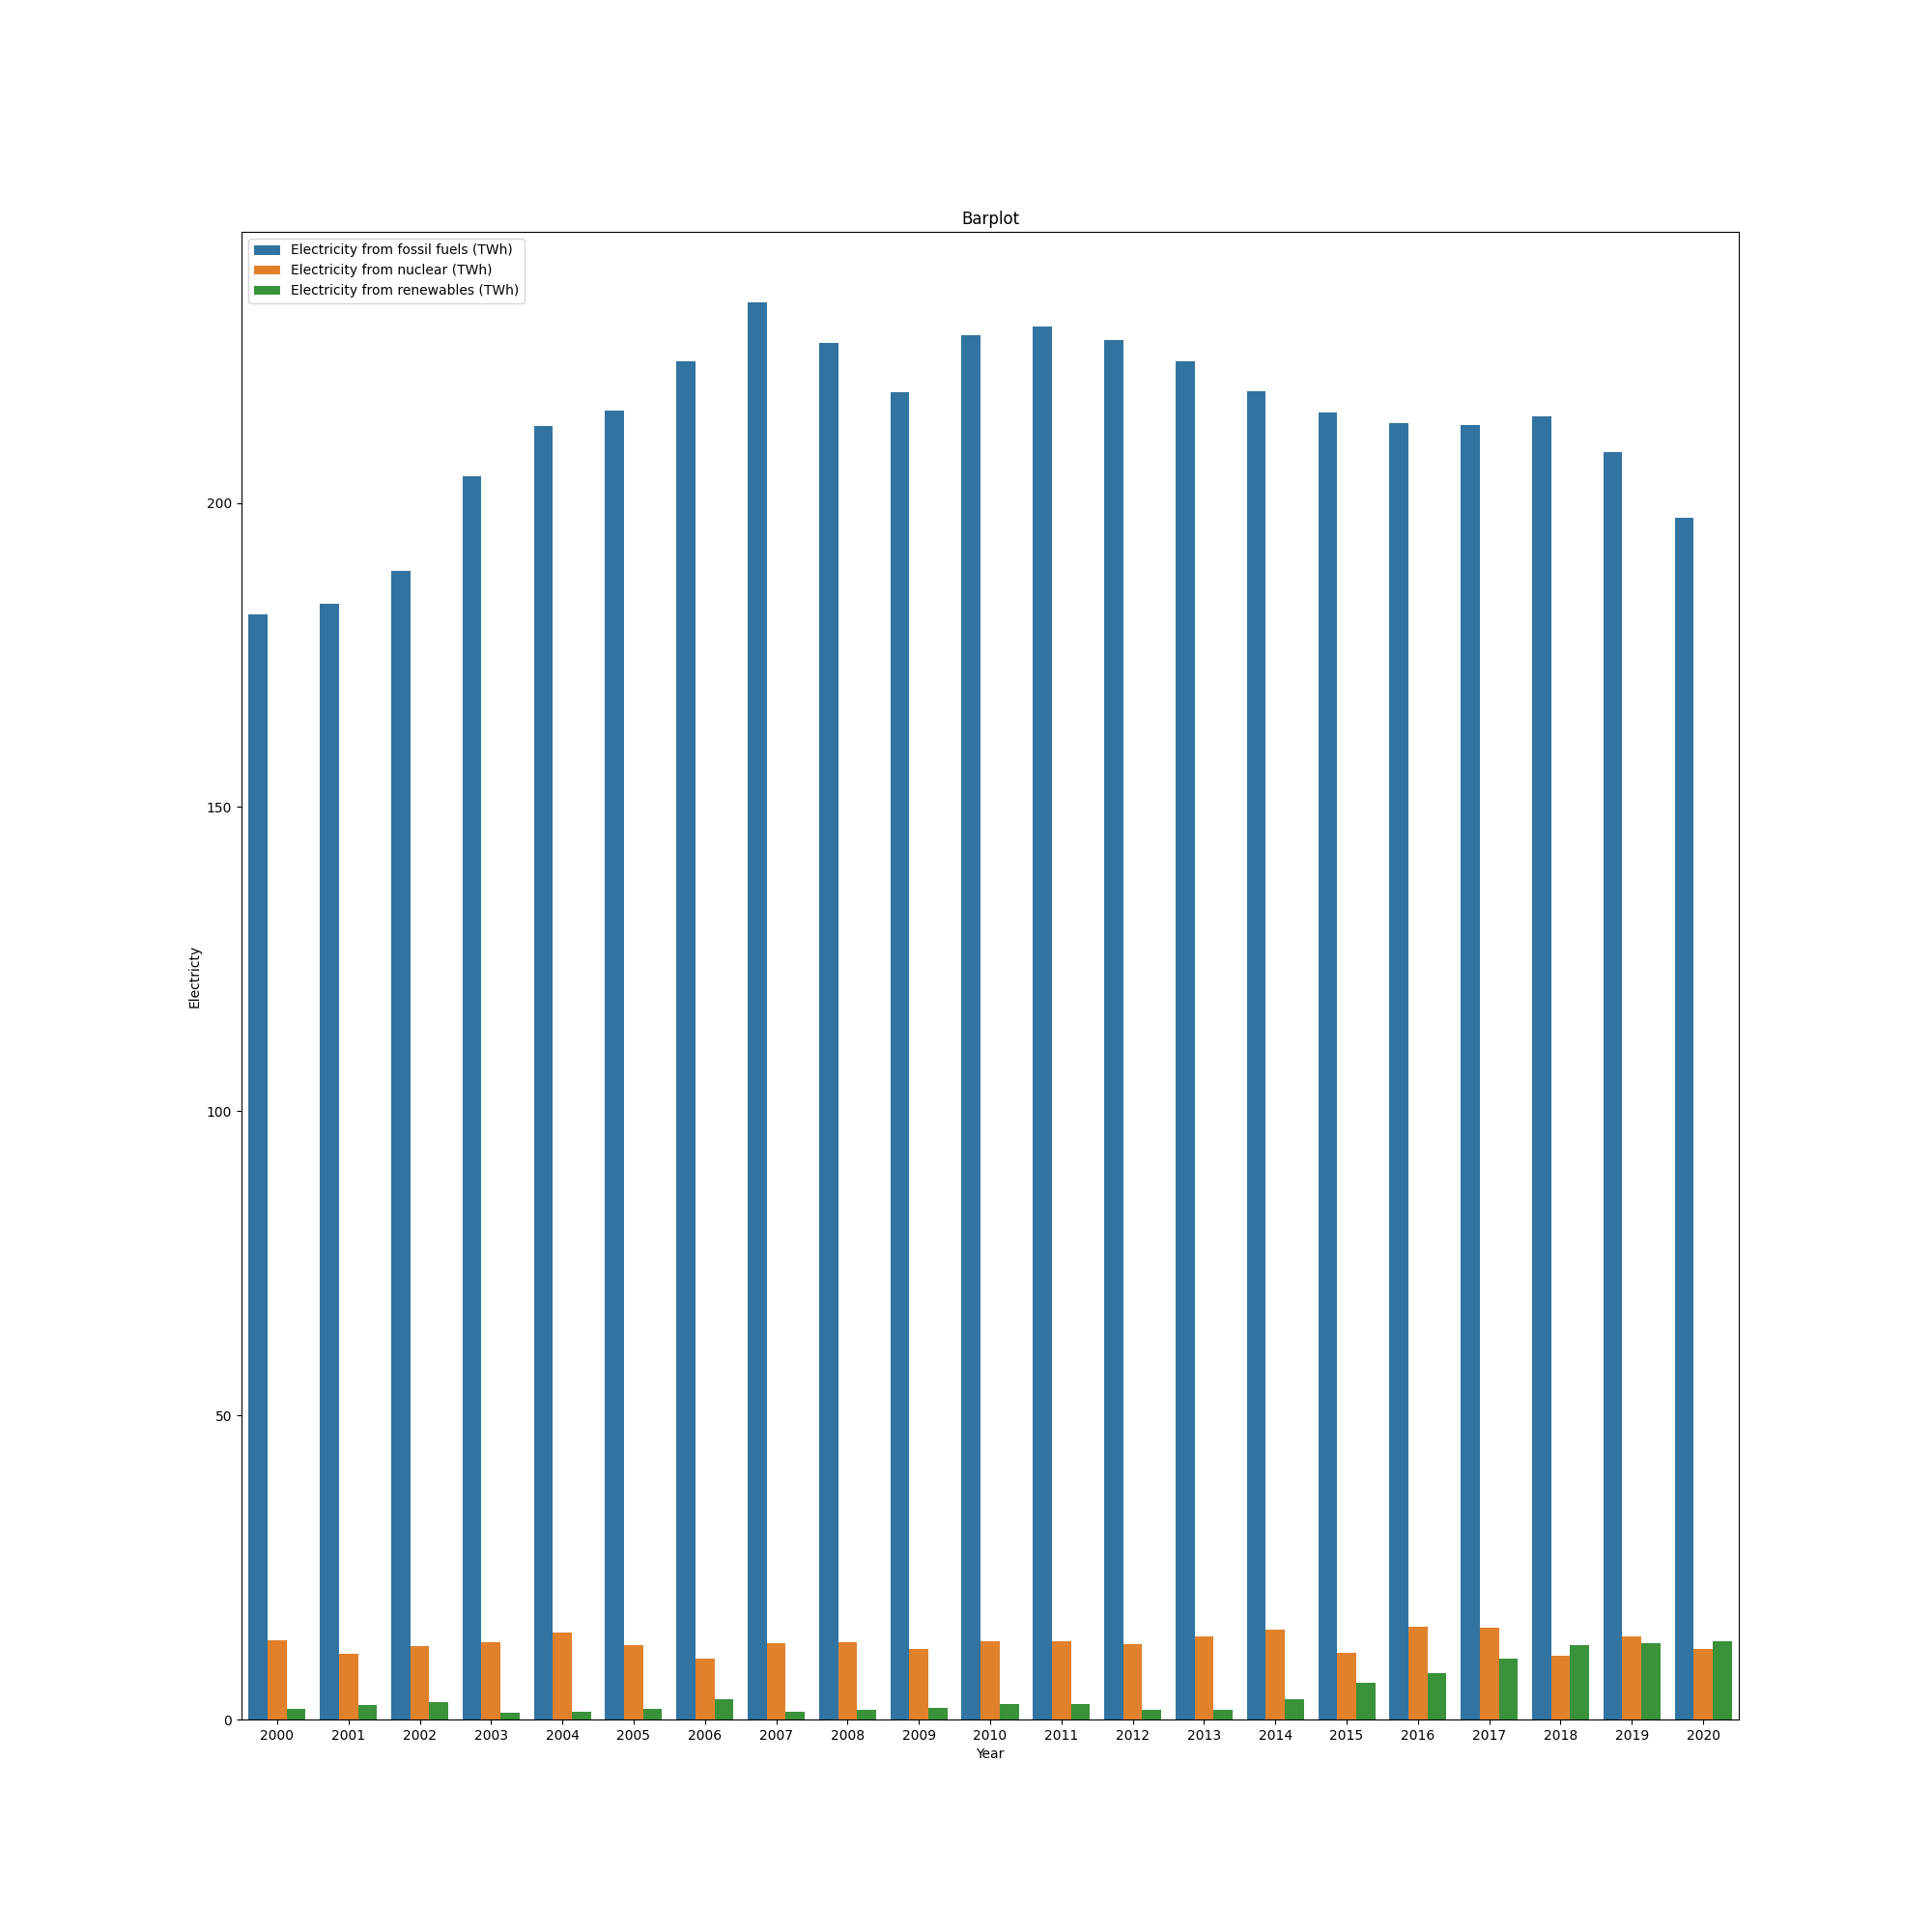 Barplot
Electricity from fossil fuels (TWh)
Electricity from nuclear (TWh)
Electricity from renewables (TWh)
200
150
100
50
0
Electricty
2000 2001 2002 2003 2004 2005 2006 2007 2008 2009 2010 2011 2012 2013 2014 2015 2016 2017 2018 2019 2020
Year